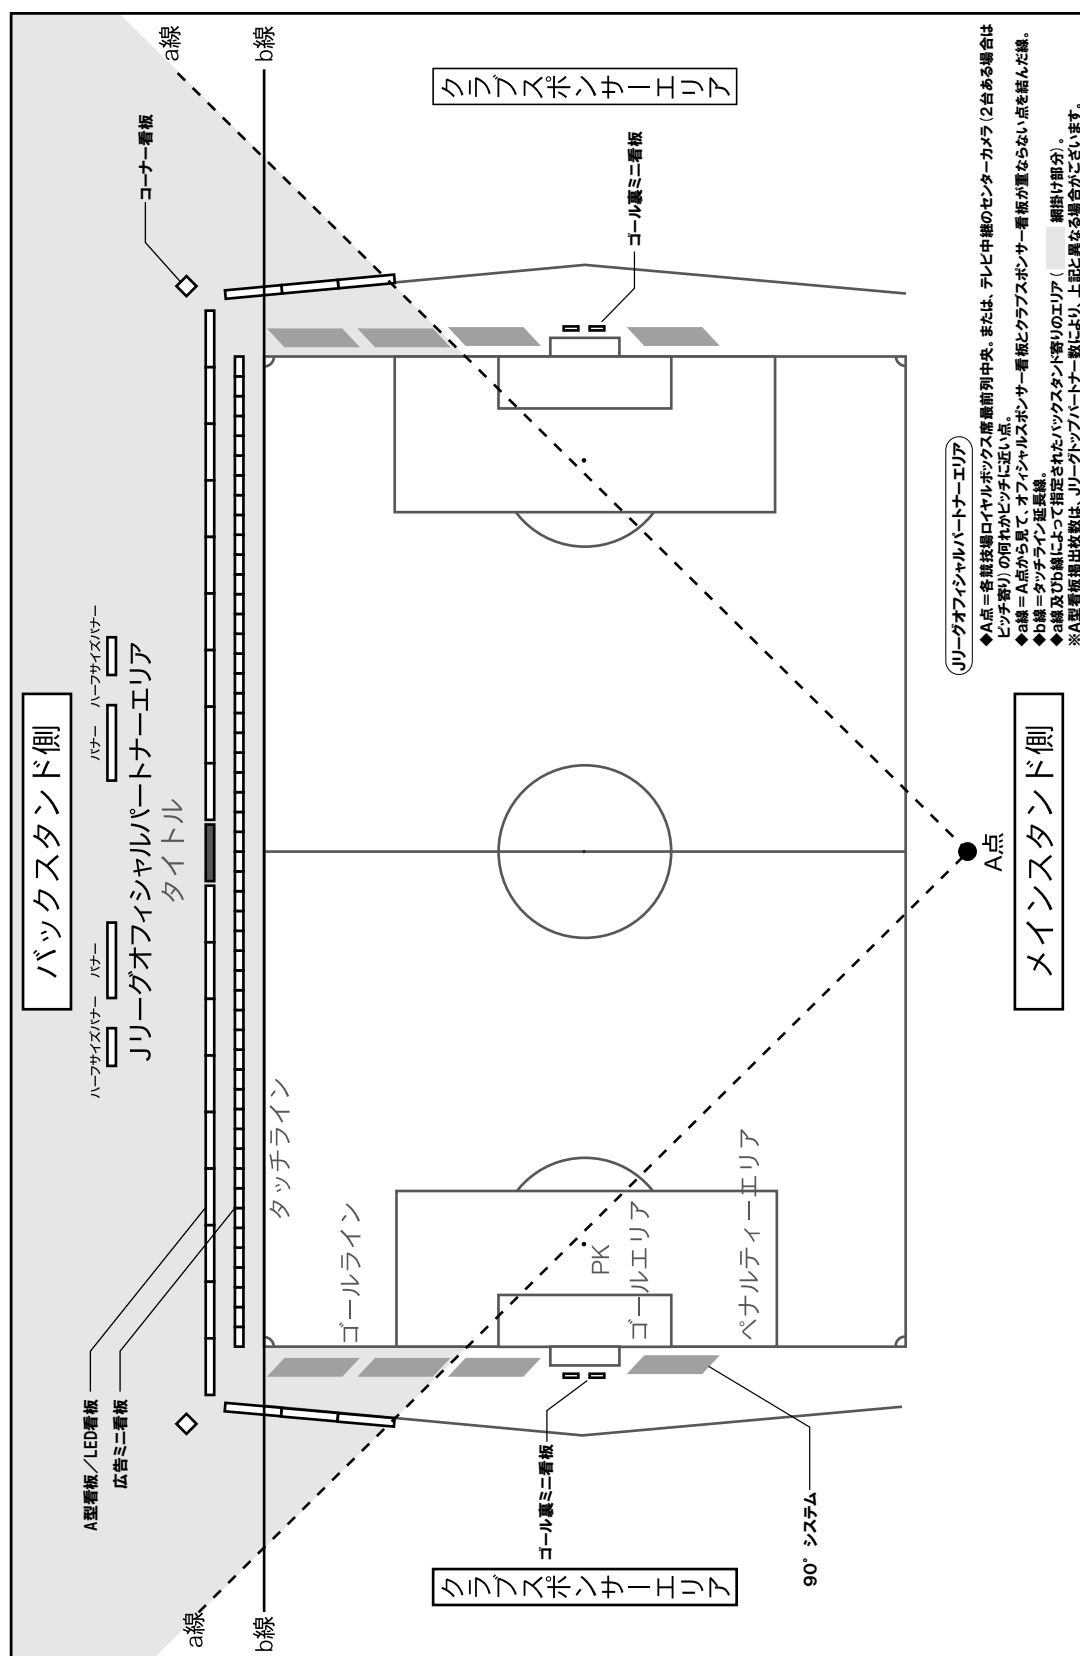 バックスタンド側
ハーフサイズバナー
バナー
バナー
ハーフサイズバナー
Jリーグオフィシャルパートナーエリア
タイトル
a線
b線
a線
b線
コーナー看板
A型看板／LED看板
広告ミニ看板
タッチライン
ゴールライン
PK
ゴールエリア
ペナルティーエリア
ゴール裏ミニ看板
ゴール裏ミニ看板
90°システム
クラブスポンサーエリア
クラブスポンサーエリア
A点
メインスタンド側
Jリーグオフィシャルパートナーエリア
◆A点＝各競技場ロイヤルボックス席最前列中央。または、テレビ中継のセンターカメラ（2台ある場合は
ピッチ寄り）の何れかピッチに近い点。
◆a線＝A点から見て、オフィシャルスポンサー看板とクラブスポンサー看板が重ならない点を結んだ線。
◆b線＝タッチライン延長線。
◆a線及びb線によって指定されたバックスタンド寄りのエリア（　　網掛け部分）。
※A型看板掲出枚数は、Jリーグトップパートナー数により、上記と異なる場合がございます。